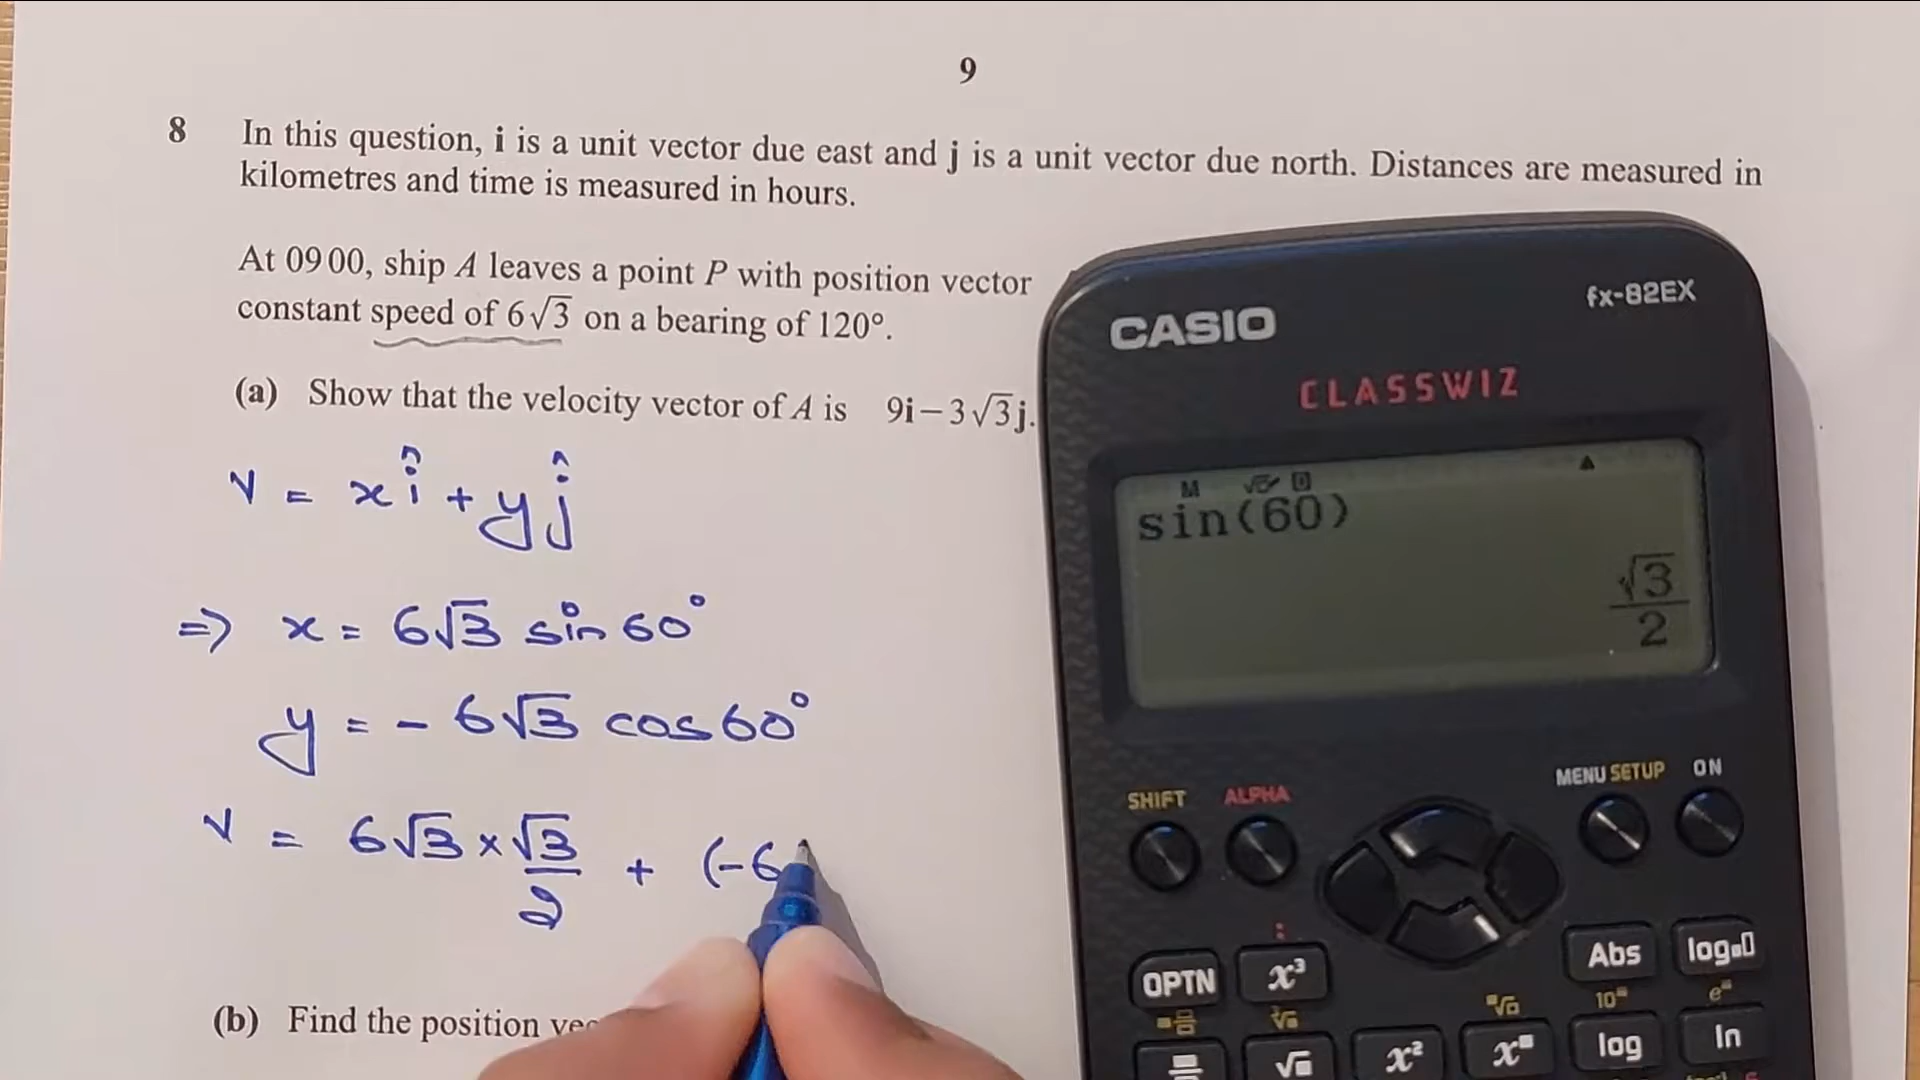 9
8 In this question, i is a unit vector due east and j is a unit vector due north. Distances are measured in
kilometres and time is measured in hours.
At 0900, ship A leaves a point P with position vector
constant speed of 6√3 on a bearing of 120°.
(a) Show that the velocity vector of A is 9i−3√3j.
v = xî + yĵ
=> x = 6√3 sin 60°
y = - 6√3 cos 60°
v = 6√3 × √3/2 + (-6
(b) Find the position
CASIO
fx-82EX
CLASSWIZ
M √ D ▲
sin(60)
√3/2
SHIFT ALPHA MENU SETUP ON
:
OPTN x³ Abs log
10■ e■
√ x² x■ log ln